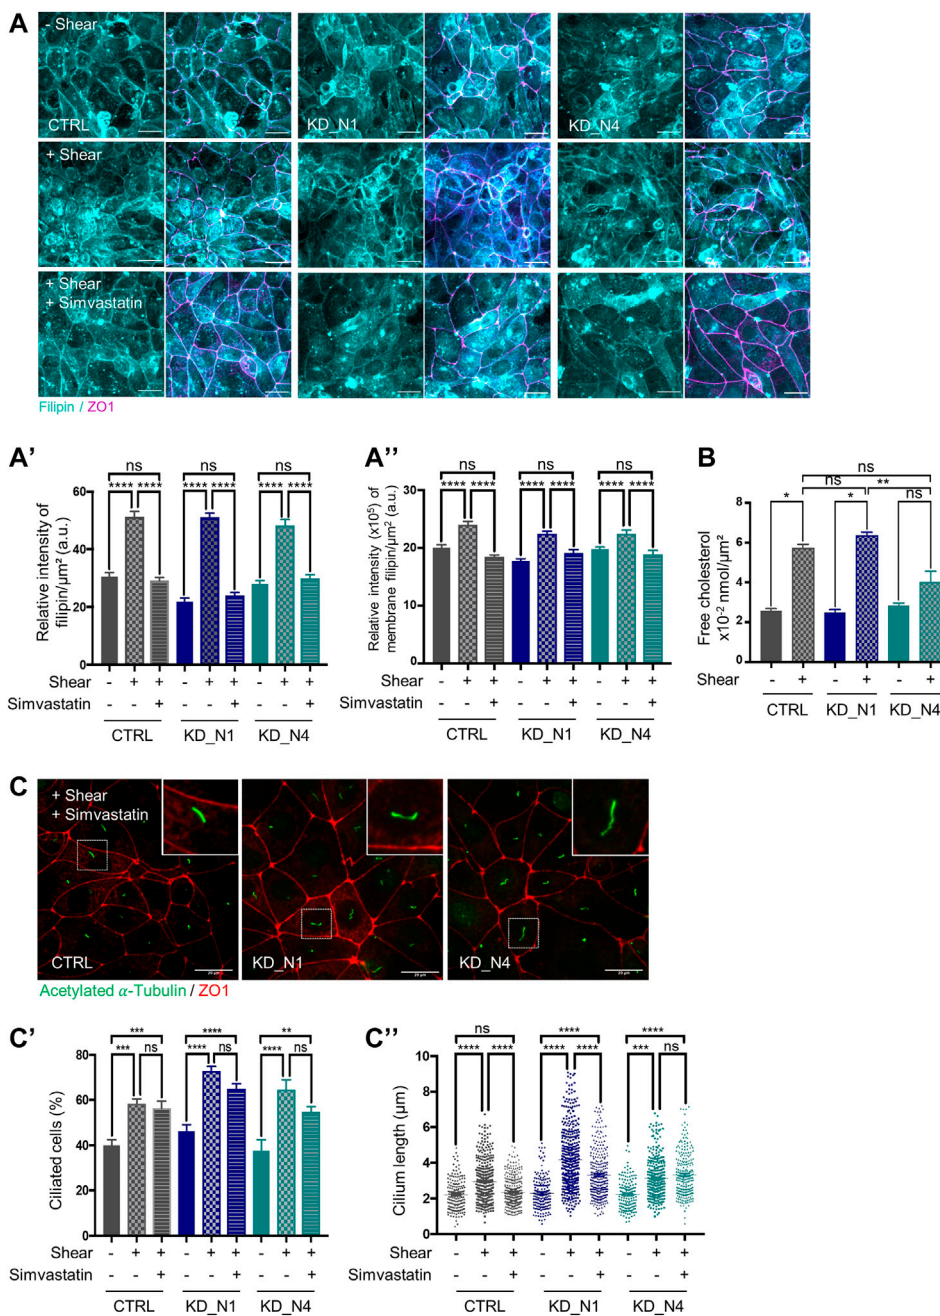 A
- Shear
CTRL
KD_N1
KD_N4
+ Shear
+ Shear
+ Simvastatin
Filipin / ZO1
A’
ns ns ns
**** **** **** **** **** ****
Relative intensity of
filipin/μm² (a.u.)
60
40
20
0
Shear - + + - + + - + +
Simvastatin - - + - - + - - +
CTRL KD_N1 KD_N4
A’’
ns ns ns
**** **** **** **** **** ****
Relative intensity (x10⁵) of
membrane filipin/μm² (a.u.)
30
20
10
0
Shear - + + - + + - + +
Simvastatin - - + - - + - - +
CTRL KD_N1 KD_N4
B
ns
ns **
* * ns
Free cholesterol
x10⁻² nmol/μm²
8
6
4
2
0
Shear - + - + - +
CTRL KD_N1 KD_N4
C
+ Shear
+ Simvastatin
CTRL
KD_N1
KD_N4
20 μm
20 μm
20 μm
Acetylated α-Tubulin / ZO1
C’
*** **** **
*** ns **** ns **** ns
Ciliated cells (%)
80
60
40
20
0
Shear - + + - + + - + +
Simvastatin - - + - - + - - +
CTRL KD_N1 KD_N4
C’’
ns **** ****
**** **** **** **** *** ns
Cilium length (μm)
10
8
6
4
2
0
Shear - + + - + + - + +
Simvastatin - - + - - + - - +
CTRL KD_N1 KD_N4